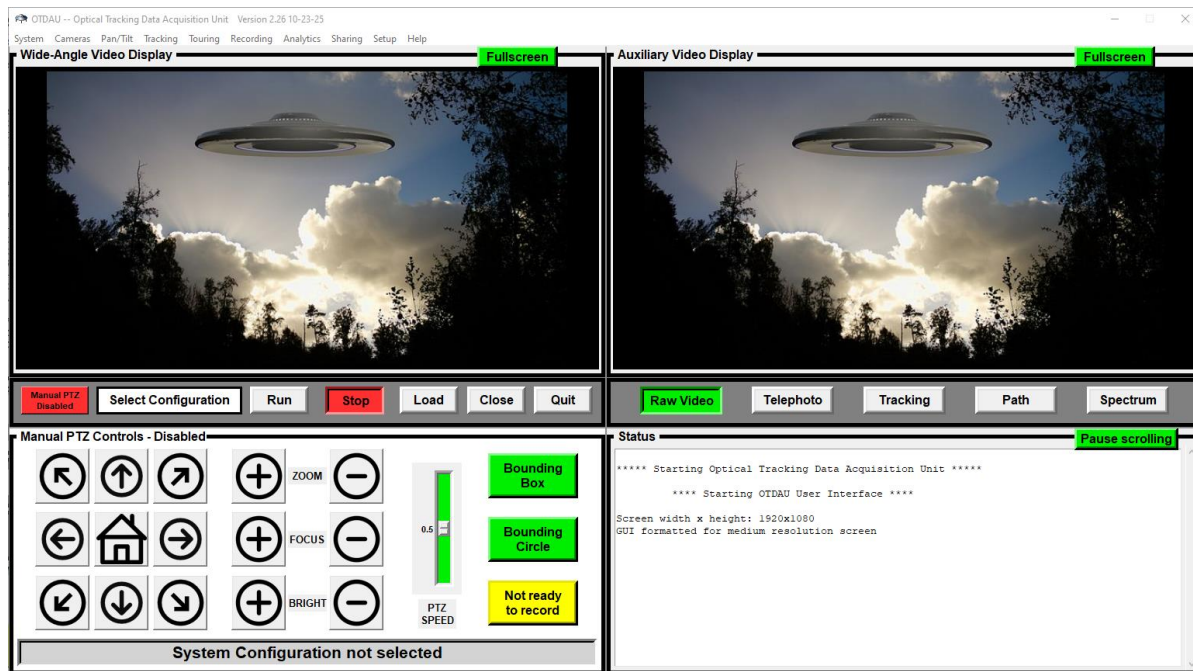 OTDAU -- Optical Tracking Data Acquisition Unit Version 2.26 10-23-25
System Cameras Pan/Tilt Tracking Touring Recording Analytics Sharing Setup Help
Wide-Angle Video Display
Fullscreen
Auxiliary Video Display
Fullscreen
Manual PTZ
Disabled
Select Configuration
Run
Stop
Load
Close
Quit
Raw Video
Telephoto
Tracking
Path
Spectrum
Manual PTZ Controls - Disabled
ZOOM
FOCUS
BRIGHT
0.5
PTZ
SPEED
Bounding
Box
Bounding
Circle
Not ready
to record
System Configuration not selected
Status
Pause scrolling
***** Starting Optical Tracking Data Acquisition Unit *****
**** Starting OTDAU User Interface ****
Screen width x height: 1920x1080
GUI formatted for medium resolution screen